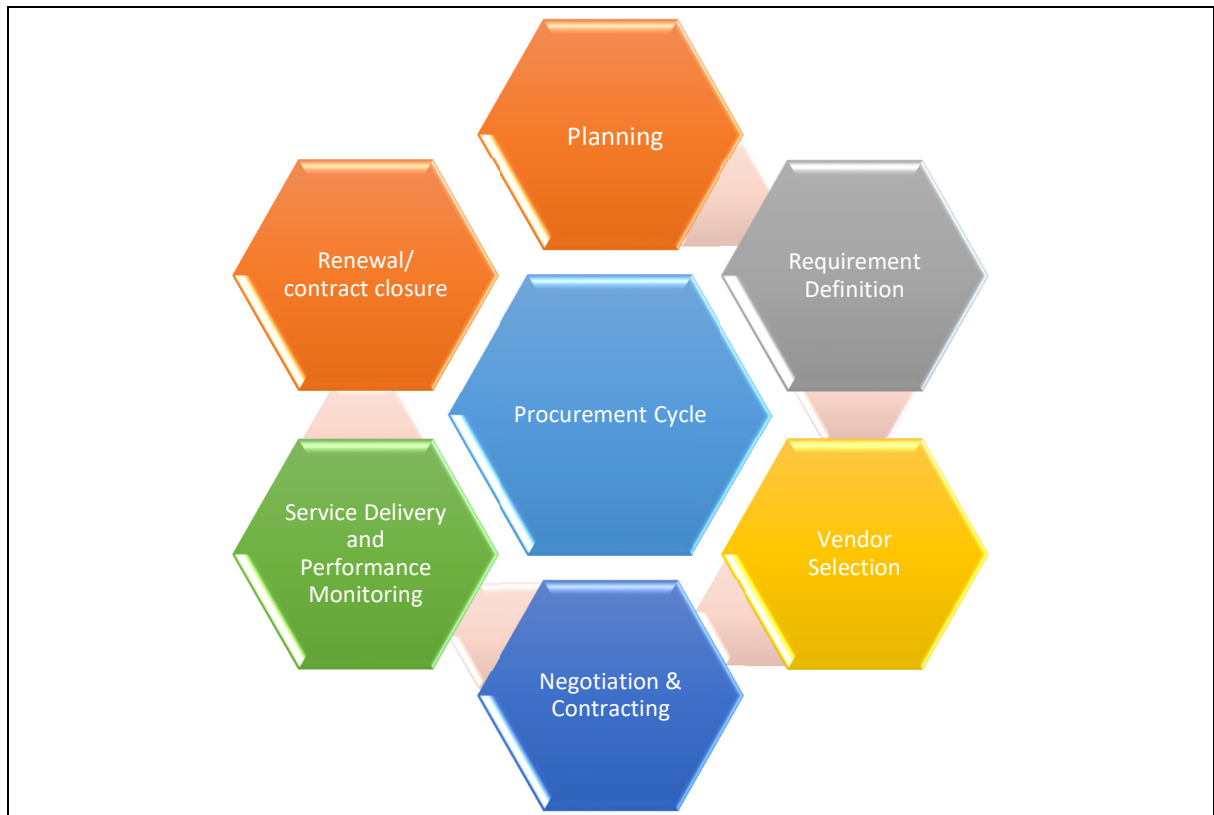 Planning
Requirement
Definition
Vendor
Selection
Negotiation &
Contracting
Service Delivery
and
Performance
Monitoring
Renewal/
contract closure
Procurement Cycle